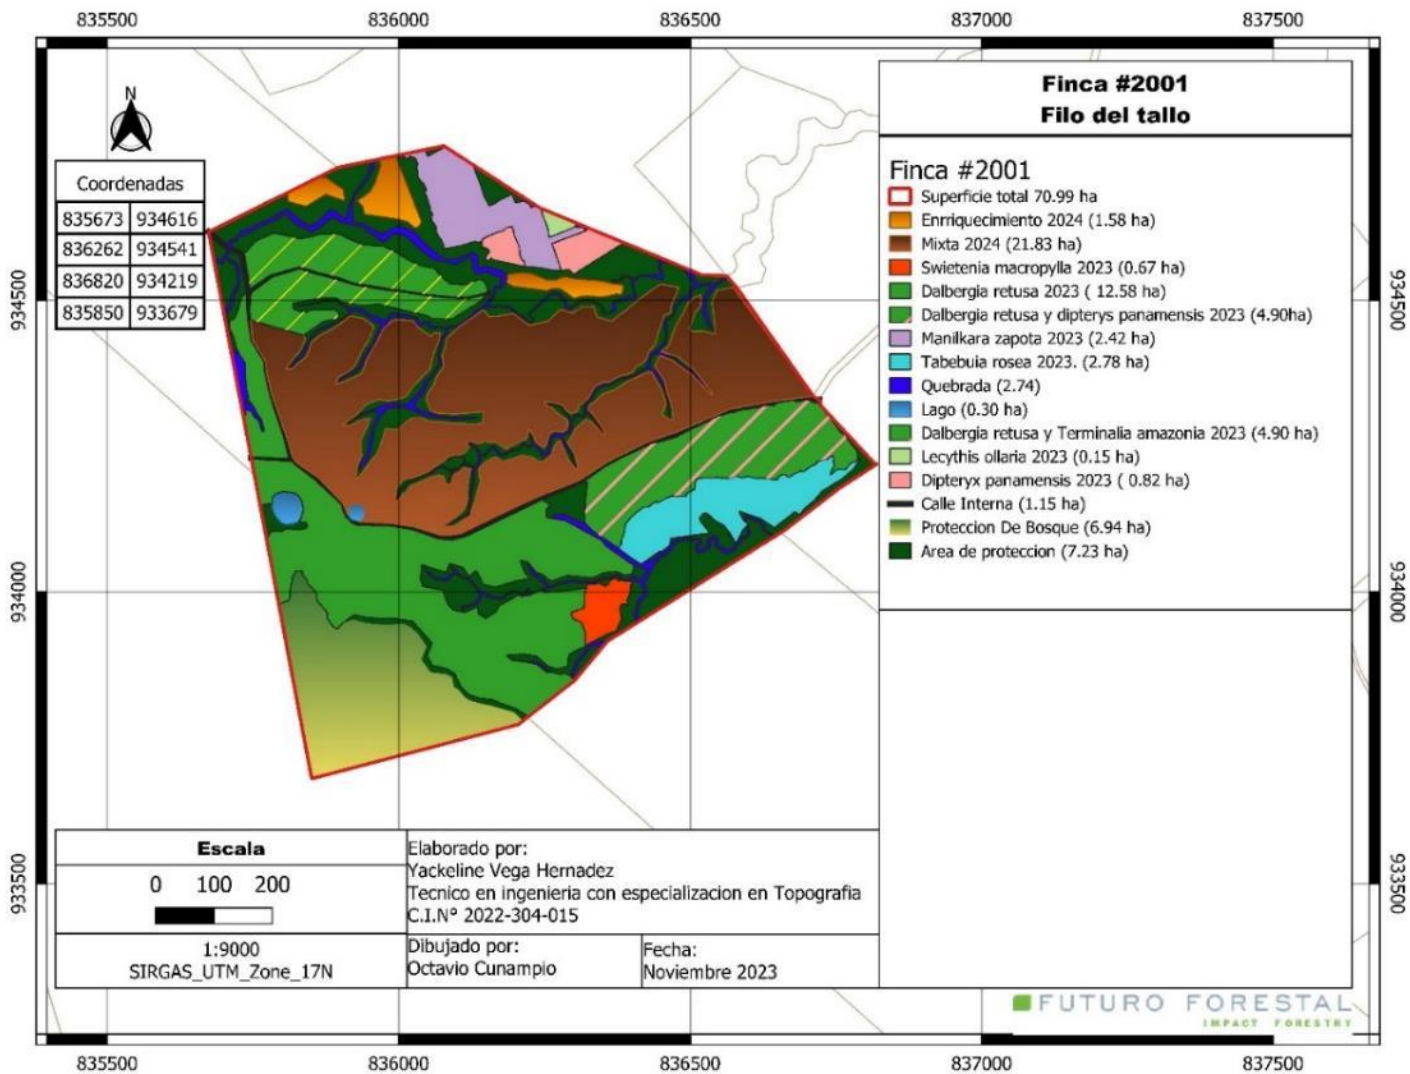 835500 836000 836500 837000 837500
N
Coordenadas
835673 934616
836262 934541
836820 934219
835850 933679
934500
934000
933500
Finca #2001
Filo del tallo
Finca #2001
Superficie total 70.99 ha
Enrriquecimiento 2024 (1.58 ha)
Mixta 2024 (21.83 ha)
Swietenia macropylla 2023 (0.67 ha)
Dalbergia retusa 2023 ( 12.58 ha)
Dalbergia retusa y dipterys panamensis 2023 (4.90ha)
Manilkara zapota 2023 (2.42 ha)
Tabebuia rosea 2023. (2.78 ha)
Quebrada (2.74)
Lago (0.30 ha)
Dalbergia retusa y Terminalia amazonia 2023 (4.90 ha)
Lecythis ollaria 2023 (0.15 ha)
Dipteryx panamensis 2023 ( 0.82 ha)
Calle Interna (1.15 ha)
Proteccion De Bosque (6.94 ha)
Area de proteccion (7.23 ha)
934500
934000
933500
Escala
0 100 200
1:9000
SIRGAS_UTM_Zone_17N
Elaborado por:
Yackeline Vega Hernadez
Tecnico en ingenieria con especializacion en Topografia
C.I.Nº 2022-304-015
Dibujado por:
Octavio Cunampio
Fecha:
Noviembre 2023
FUTURO FORESTAL
IMPACT FORESTRY
835500 836000 836500 837000 837500